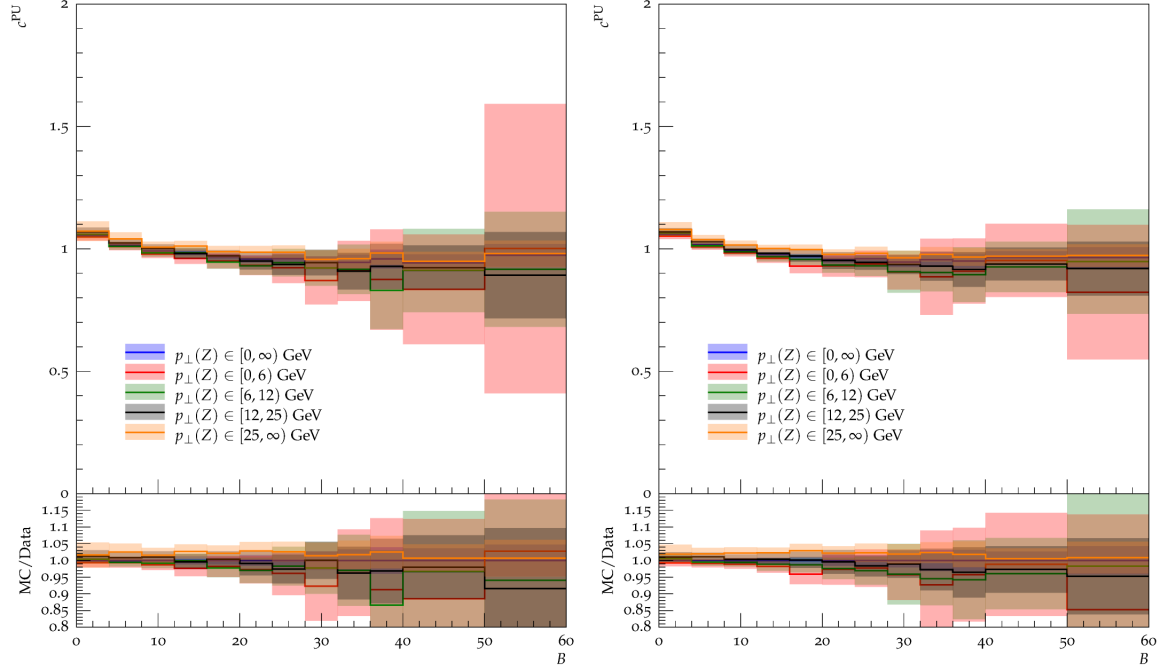 c^PU
2
1.5
1
0.5
0
p⊥(Z) ∈ [0, ∞) GeV
p⊥(Z) ∈ [0, 6) GeV
p⊥(Z) ∈ [6, 12) GeV
p⊥(Z) ∈ [12, 25) GeV
p⊥(Z) ∈ [25, ∞) GeV
MC/Data
1.15
1.1
1.05
1.0
0.95
0.9
0.85
0.8
0 10 20 30 40 50 60
B
c^PU
2
1.5
1
0.5
0
p⊥(Z) ∈ [0, ∞) GeV
p⊥(Z) ∈ [0, 6) GeV
p⊥(Z) ∈ [6, 12) GeV
p⊥(Z) ∈ [12, 25) GeV
p⊥(Z) ∈ [25, ∞) GeV
MC/Data
1.15
1.1
1.05
1.0
0.95
0.9
0.85
0.8
0 10 20 30 40 50 60
B